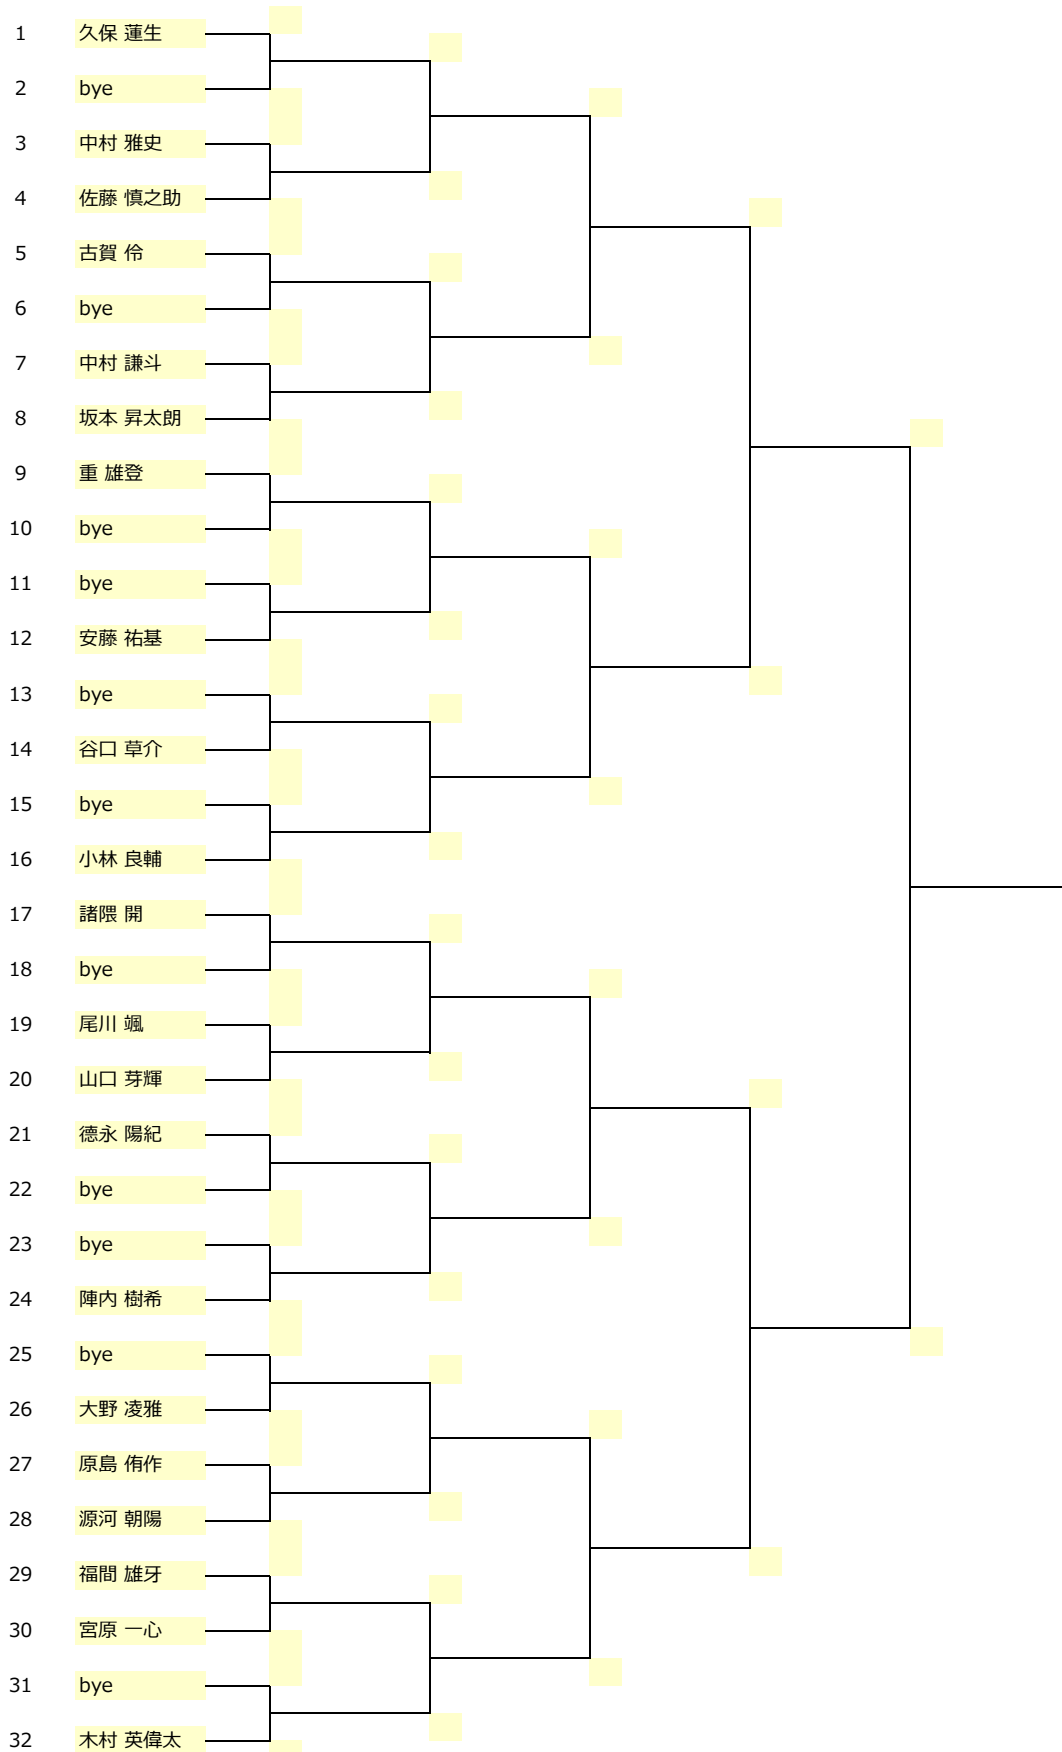 1 久保 蓮生
2 bye
3 中村 雅史
4 佐藤 慎之助
5 古賀 伶
6 bye
7 中村 謙斗
8 坂本 昇太朗
9 重 雄登
10 bye
11 bye
12 安藤 祐基
13 bye
14 谷口 草介
15 bye
16 小林 良輔
17 諸隈 開
18 bye
19 尾川 颯
20 山口 芽輝
21 德永 陽紀
22 bye
23 bye
24 陣内 樹希
25 bye
26 大野 凌雅
27 原島 侑作
28 源河 朝陽
29 福間 雄牙
30 宮原 一心
31 bye
32 木村 英偉太